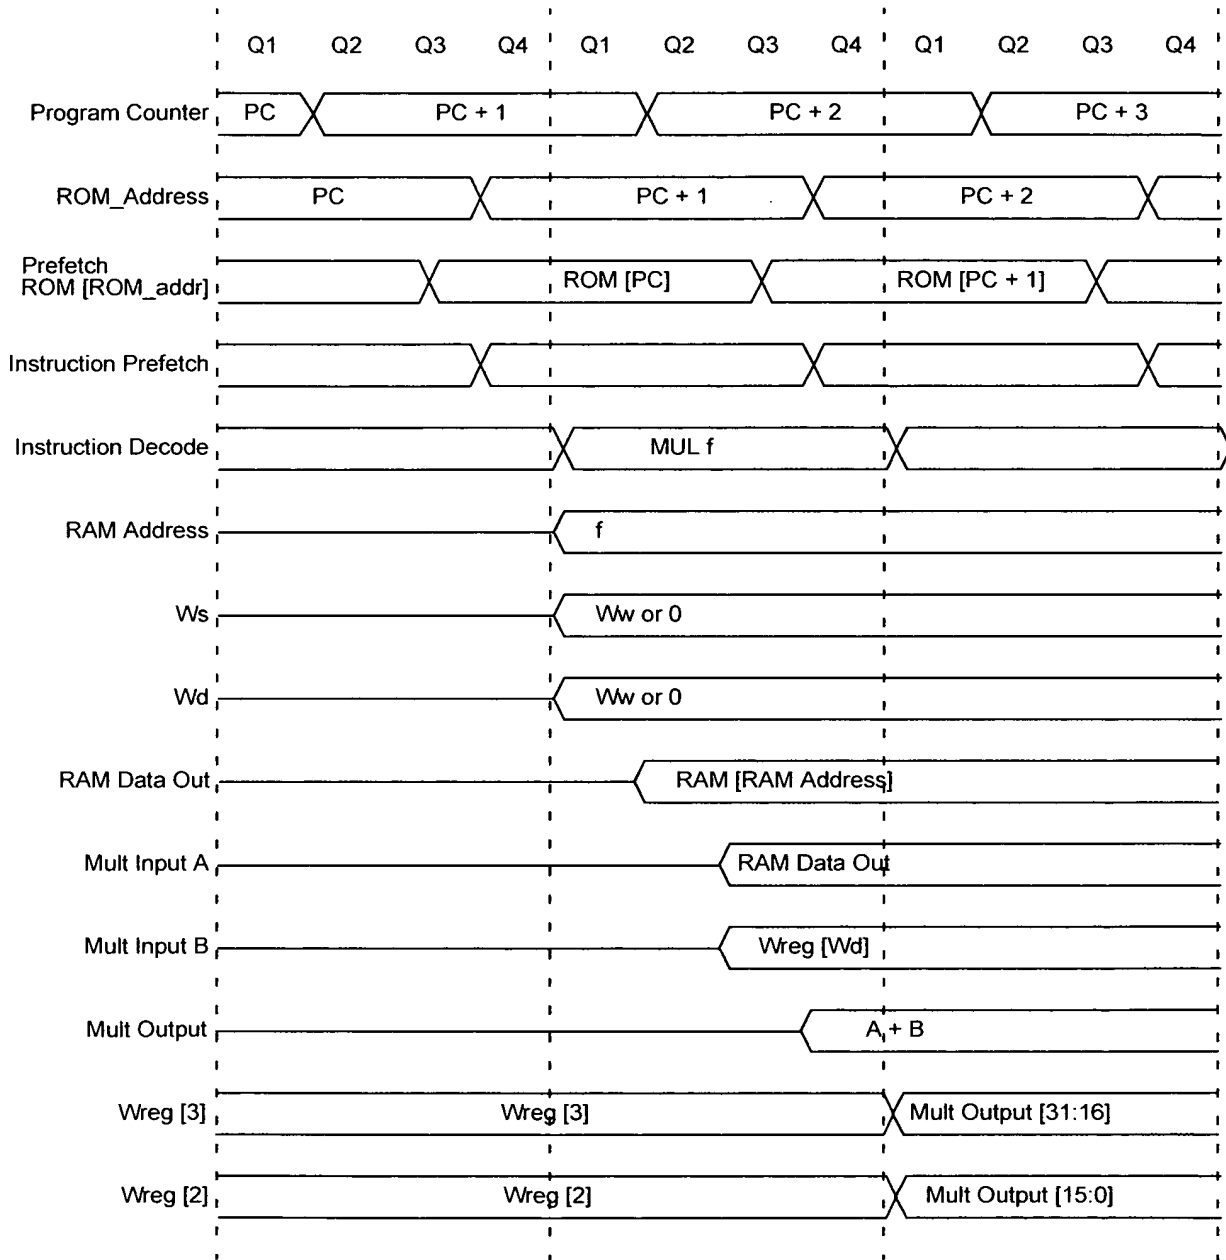 Q1 Q2 Q3 Q4 Q1 Q2 Q3 Q4 Q1 Q2 Q3 Q4
Program Counter PC PC + 1 PC + 2 PC + 3
ROM_Address PC PC + 1 PC + 2
Prefetch
ROM [ROM_addr] ROM [PC] ROM [PC + 1]
Instruction Prefetch
Instruction Decode MUL f
RAM Address f
Ws Ww or 0
Wd Ww or 0
RAM Data Out RAM [RAM Address]
Mult Input A RAM Data Out
Mult Input B Wreg [Wd]
Mult Output A + B
Wreg [3] Wreg [3] Mult Output [31:16]
Wreg [2] Wreg [2] Mult Output [15:0]